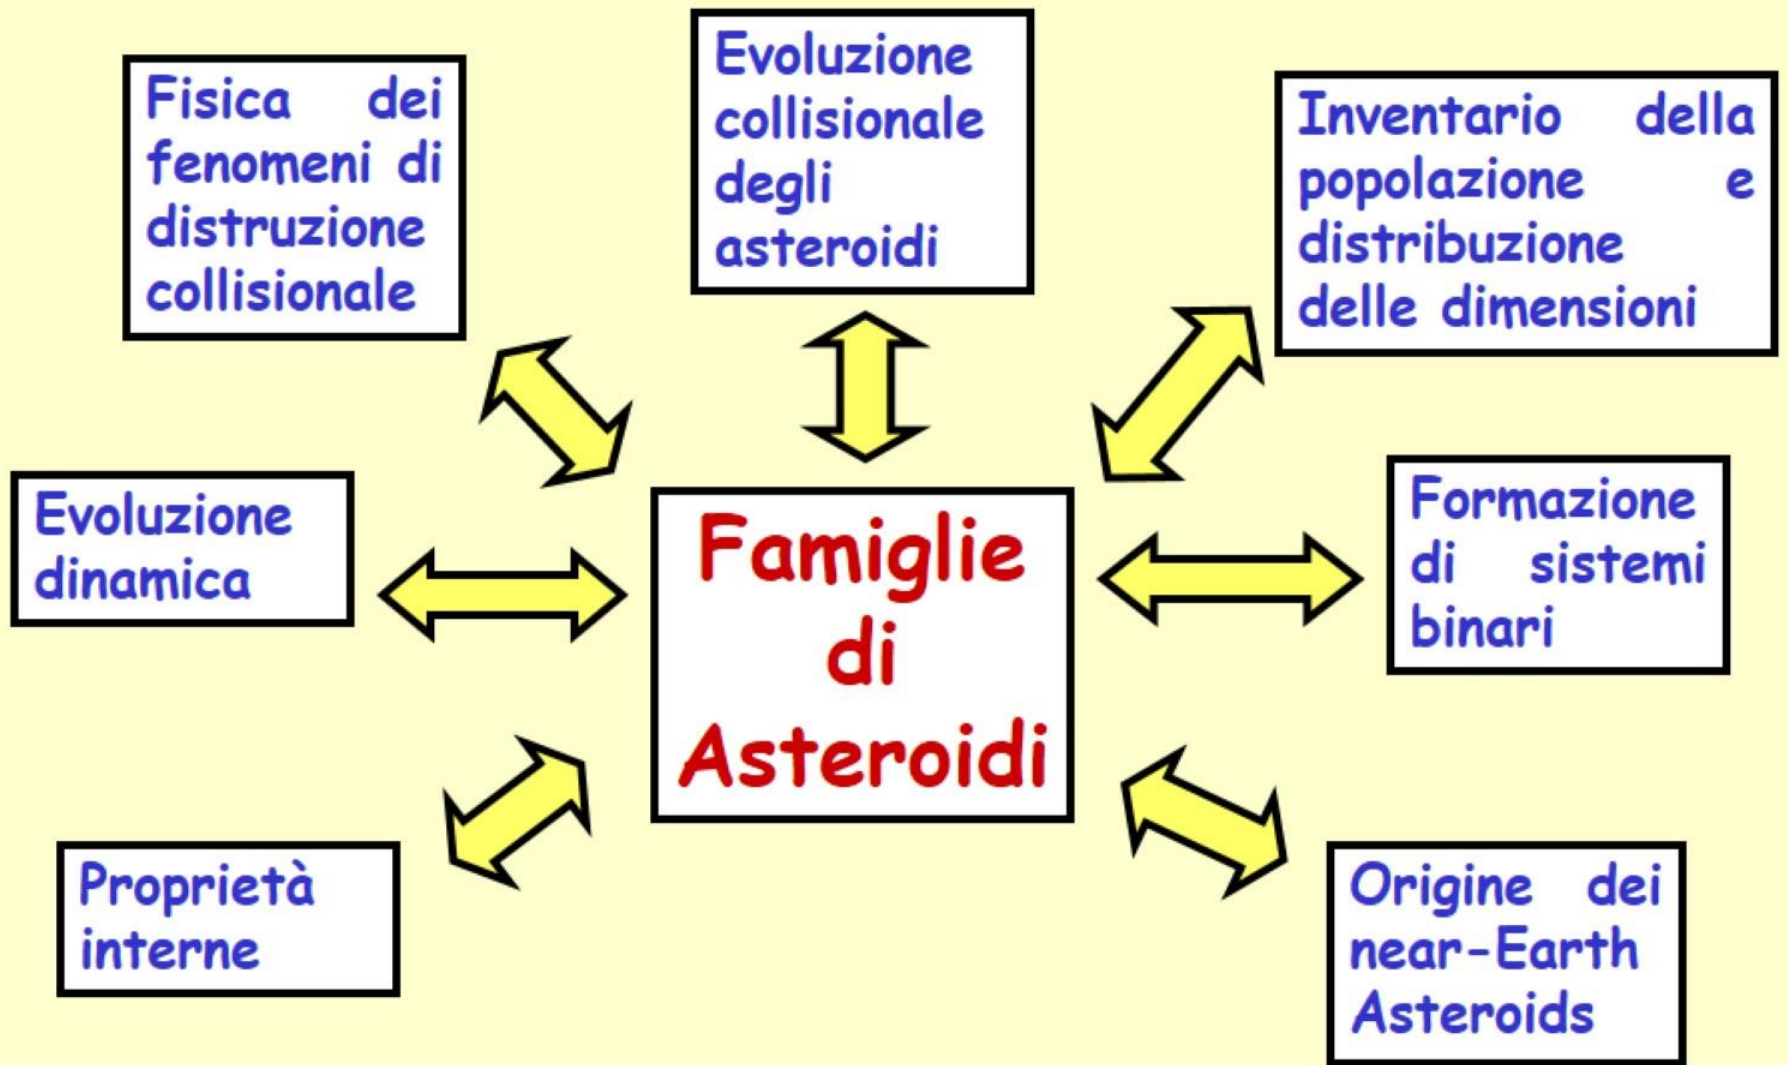 Fisica dei
fenomeni di
distruzione
collisionale
Evoluzione
collisionale
degli
asteroidi
Inventario della
popolazione e
distribuzione
delle dimensioni
Evoluzione
dinamica
Famiglie
di
Asteroidi
Formazione
di sistemi
binari
Proprietà
interne
Origine dei
near-Earth
Asteroids